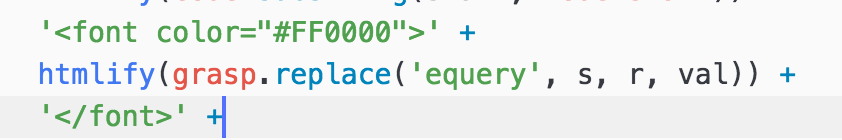 '<font color="#FF0000">' +
htmlify(grasp.replace('equery', s, r, val)) +
'</font>' +